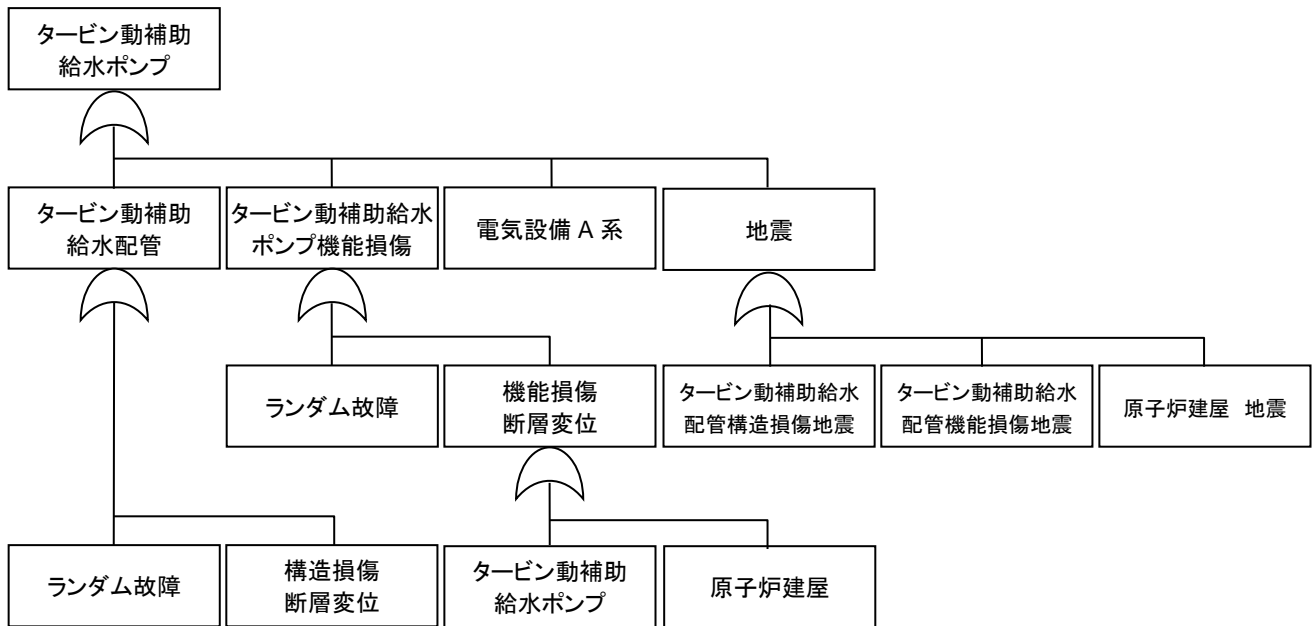 タービン動補助
給水ポンプ
タービン動補助
給水配管
タービン動補助給水
ポンプ機能損傷
電気設備 A 系
地震
ランダム故障
機能損傷
断層変位
タービン動補助給水
配管構造損傷地震
タービン動補助給水
配管機能損傷地震
原子炉建屋 地震
ランダム故障
構造損傷
断層変位
タービン動補助
給水ポンプ
原子炉建屋